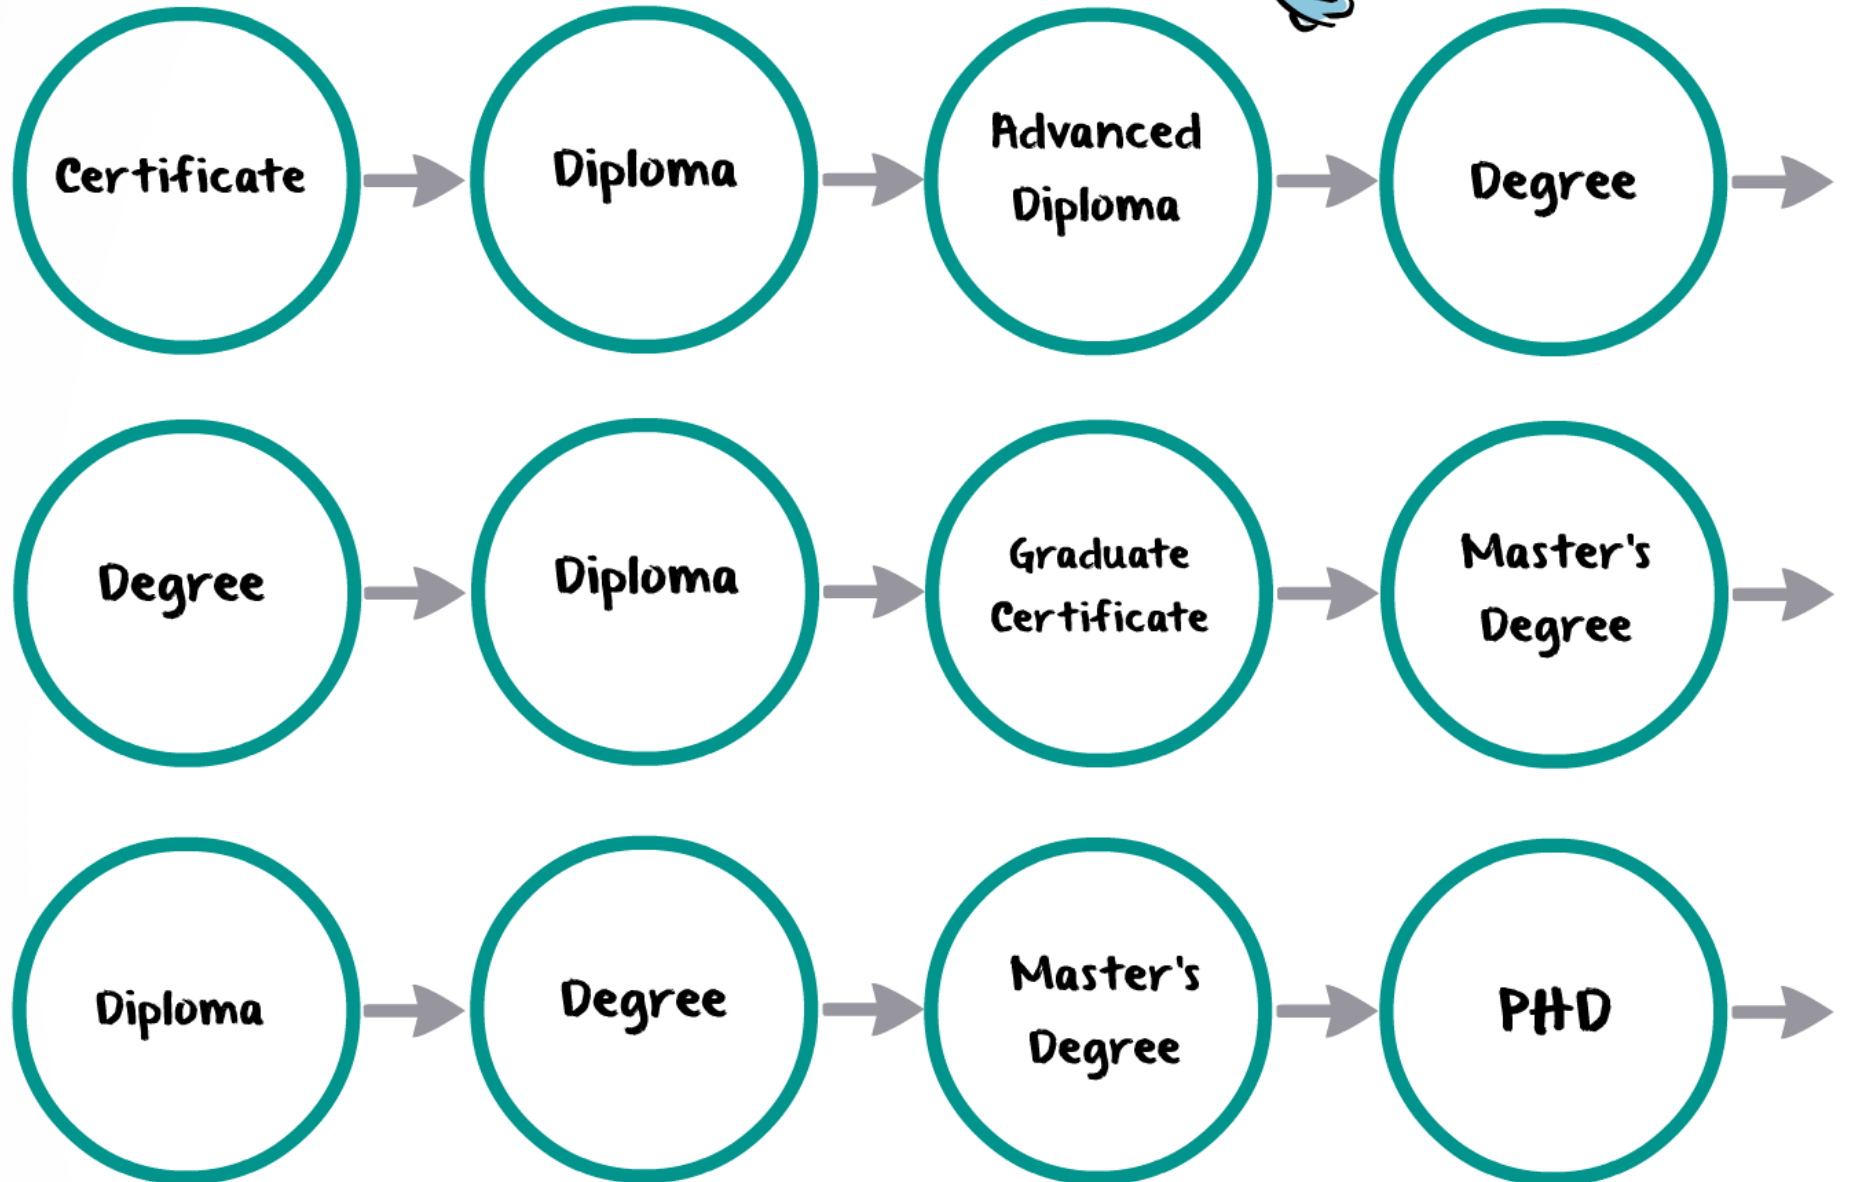 Certificate
Diploma
Advanced
Diploma
Degree
Degree
Diploma
Graduate
Certificate
Master's
Degree
Diploma
Degree
Master's
Degree
PHD